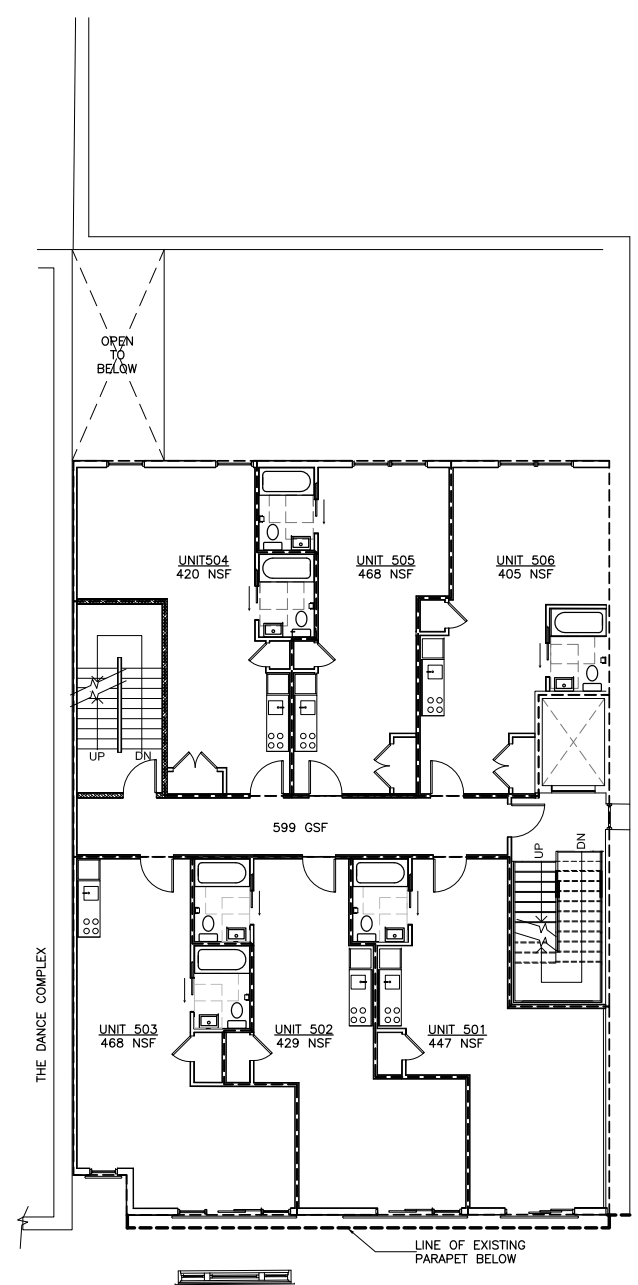 OPEN
TO
BELOW
UNIT504
420 NSF
UNIT 505
468 NSF
UNIT 506
405 NSF
UP
DN
599 GSF
UP
DN
THE DANCE COMPLEX
UNIT 503
468 NSF
UNIT 502
429 NSF
UNIT 501
447 NSF
LINE OF EXISTING
PARAPET BELOW